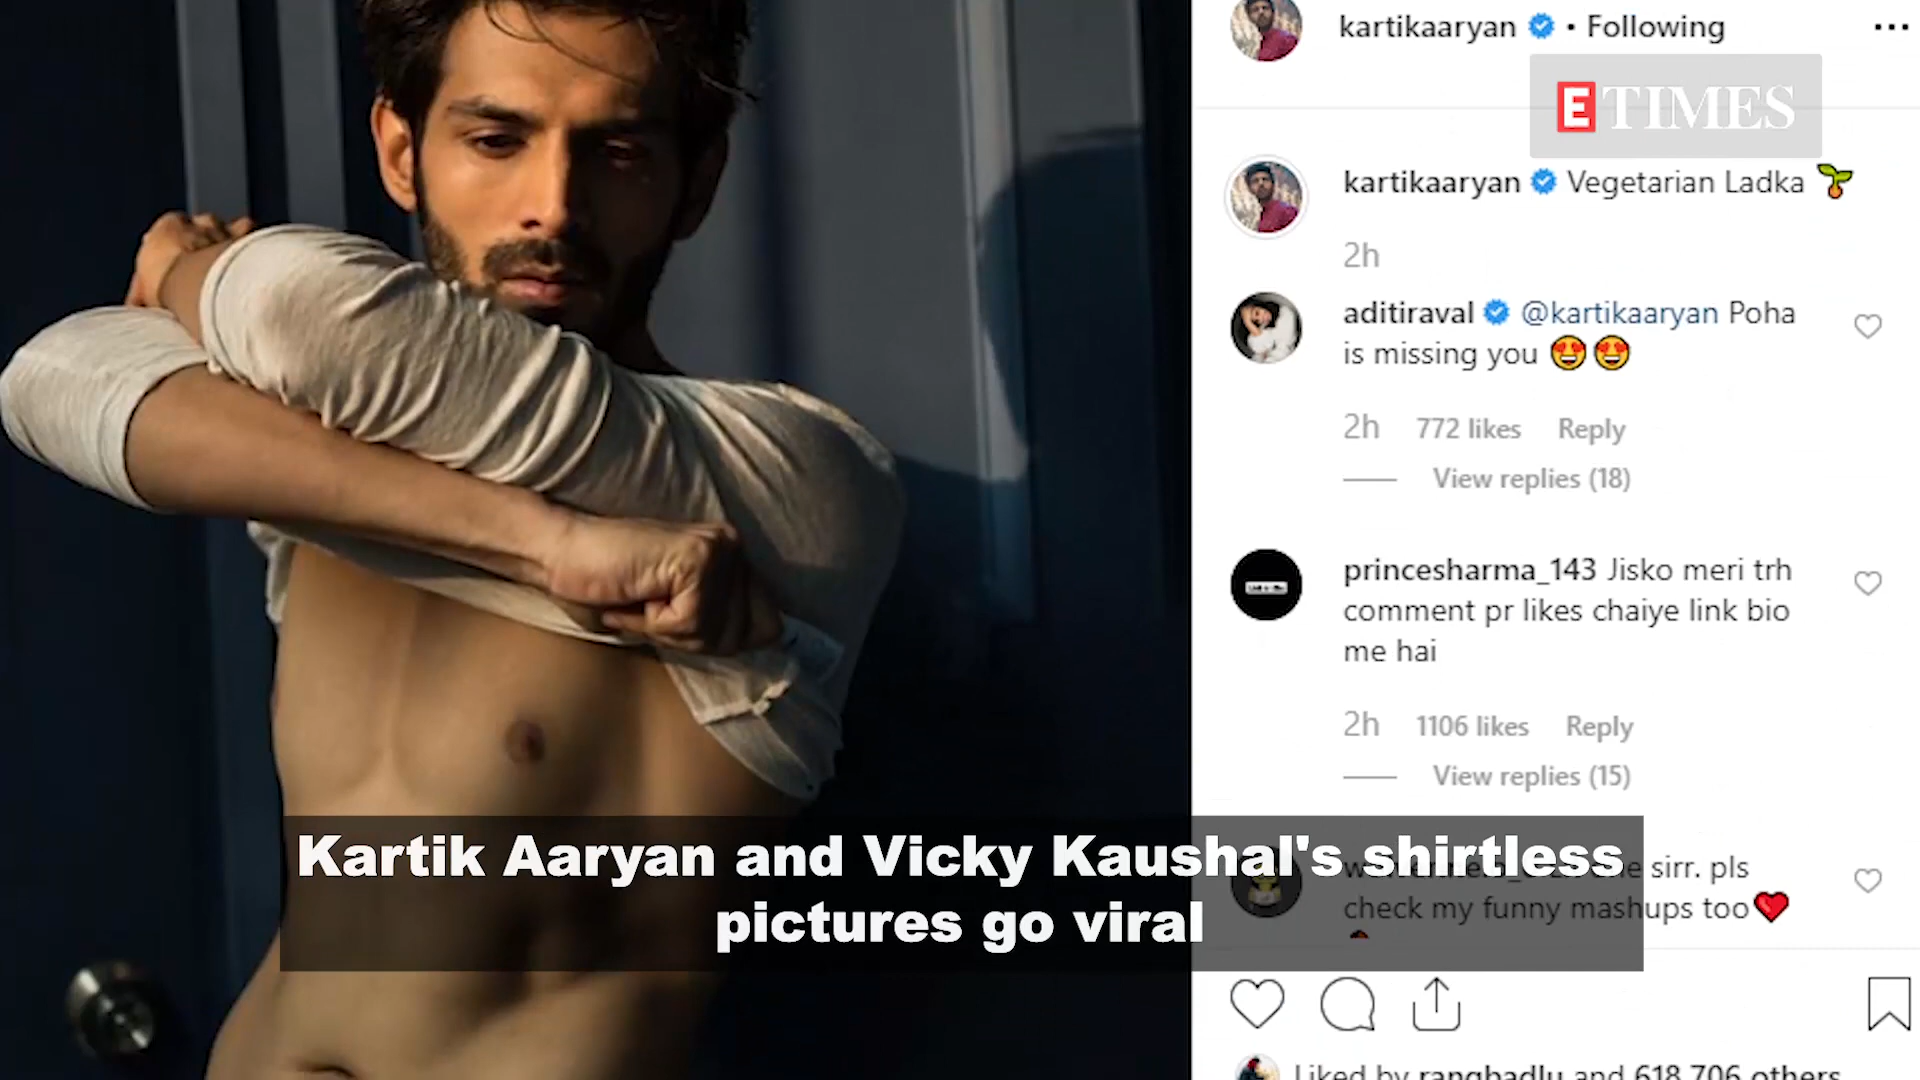 kartikaaryan • Following
ETIMES
kartikaaryan Vegetarian Ladka
2h
aditiraval @kartikaaryan Poha
is missing you
2h 772 likes Reply
View replies (18)
princesharma_143 Jisko meri trh
comment pr likes chaiye link bio
me hai
2h 1106 likes Reply
View replies (15)
Kartik Aaryan and Vicky Kaushal's shirtless
pictures go viral
sirr. pls
check my funny mashups too
Liked by rangbadlu and 618,706 others